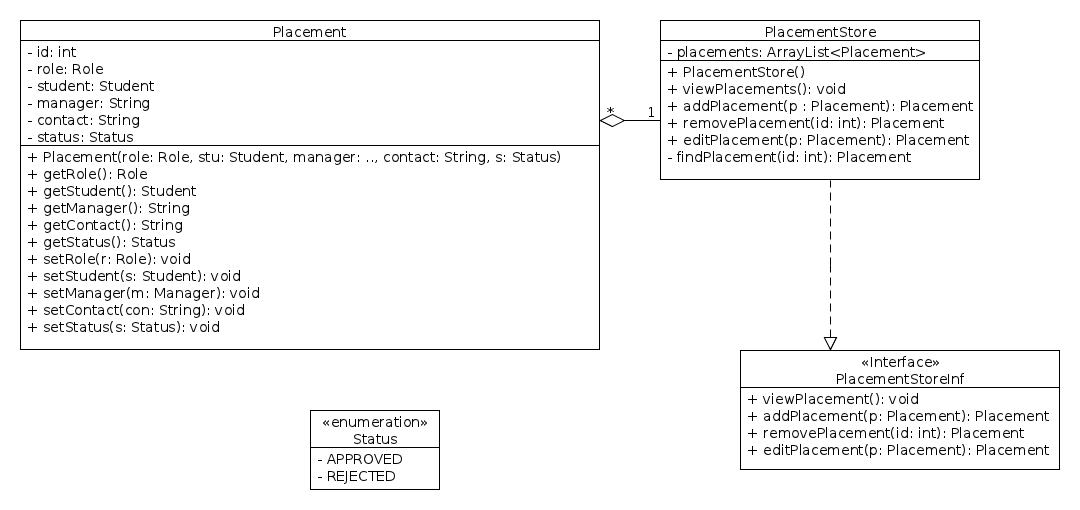 Placement
- id: int
- role: Role
- student: Student
- manager: String
- contact: String
- status: Status
+ Placement(role: Role, stu: Student, manager: .., contact: String, s: Status)
+ getRole(): Role
+ getStudent(): Student
+ getManager(): String
+ getContact(): String
+ getStatus(): Status
+ setRole(r: Role): void
+ setStudent(s: Student): void
+ setManager(m: Manager): void
+ setContact(con: String): void
+ setStatus(s: Status): void
* 1
PlacementStore
- placements: ArrayList<Placement>
+ PlacementStore()
+ viewPlacements(): void
+ addPlacement(p : Placement): Placement
+ removePlacement(id: int): Placement
+ editPlacement(p: Placement): Placement
- findPlacement(id: int): Placement
«Interface»
PlacementStoreInf
+ viewPlacement(): void
+ addPlacement(p: Placement): Placement
+ removePlacement(id: int): Placement
+ editPlacement(p: Placement): Placement
«enumeration»
Status
- APPROVED
- REJECTED